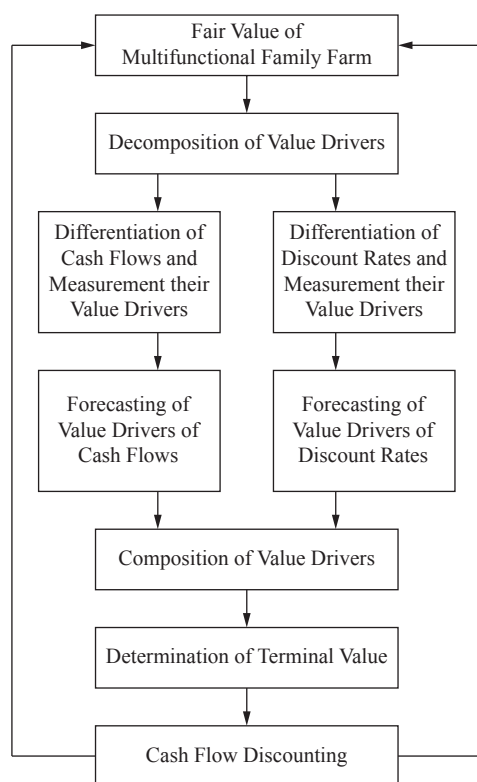 Fair Value of
Multifunctional Family Farm
Decomposition of Value Drivers
Differentiation of
Cash Flows and
Measurement their
Value Drivers
Differentiation of
Discount Rates and
Measurement their
Value Drivers
Forecasting of
Value Drivers of
Cash Flows
Forecasting of
Value Drivers of
Discount Rates
Composition of Value Drivers
Determination of Terminal Value
Cash Flow Discounting